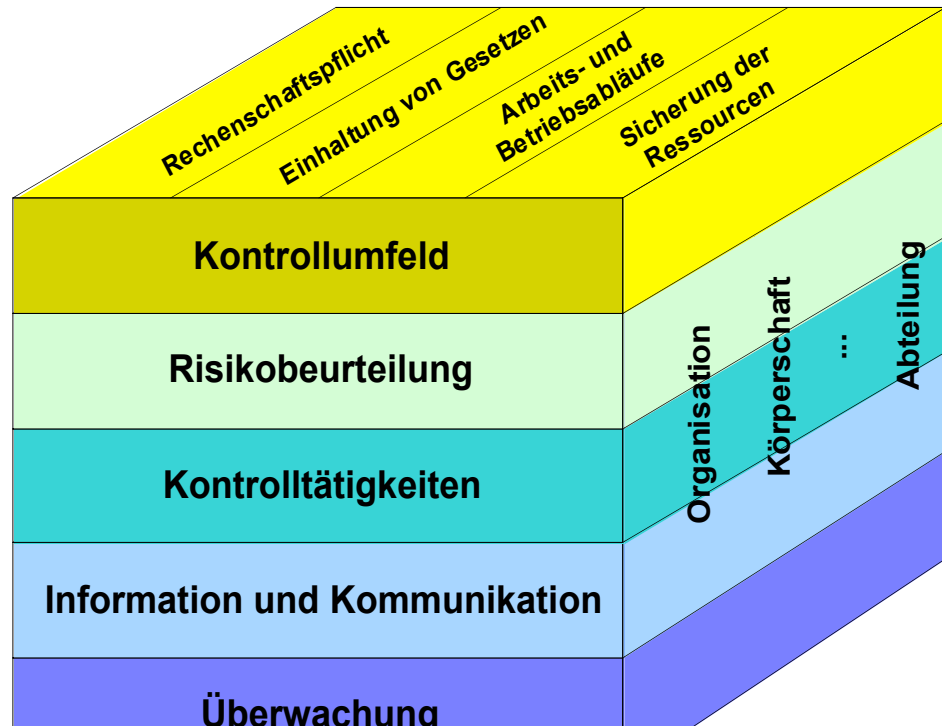 Rechenschaftspflicht
Einhaltung von Gesetzen
Arbeits- und
Betriebsabläufe
Sicherung der
Ressourcen
Kontrollumfeld
Risikobeurteilung
Kontrolltätigkeiten
Information und Kommunikation
Überwachung
Organisation
Körperschaft
...
Abteilung